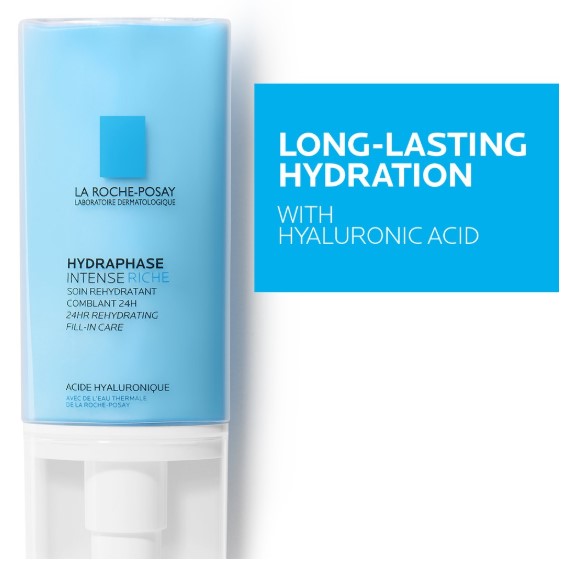 LA ROCHE-POSAY
LABORATOIRE DERMATOLOGIQUE
HYDRAPHASE
INTENSE RICHE
SOIN REHYDRATANT
COMBLANT 24H
24HR REHYDRATING
FILL-IN CARE
ACIDE HYALURONIQUE
AVEC DE L'EAU THERMALE
DE LA ROCHE-POSAY
LONG-LASTING
HYDRATION
WITH
HYALURONIC ACID